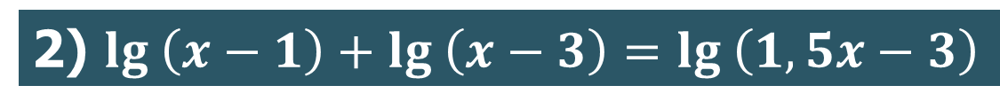 2) lg (x − 1) + lg (x − 3) = lg (1, 5x − 3)